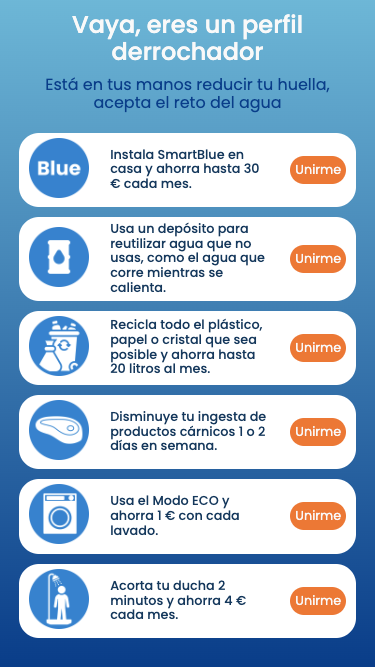 Vaya, eres un perfil
derrochador
Está en tus manos reducir tu huella,
acepta el reto del agua
Blue
Instala SmartBlue en
casa y ahorra hasta 30
€ cada mes.
Unirme
Usa un depósito para
reutilizar agua que no
usas, como el agua que
corre mientras se
calienta.
Unirme
Recicla todo el plástico,
papel o cristal que sea
posible y ahorra hasta
20 litros al mes.
Unirme
Disminuye tu ingesta de
productos cárnicos 1 o 2
días en semana.
Unirme
Usa el Modo ECO y
ahorra 1 € con cada
lavado.
Unirme
Acorta tu ducha 2
minutos y ahorra 4 €
cada mes.
Unirme